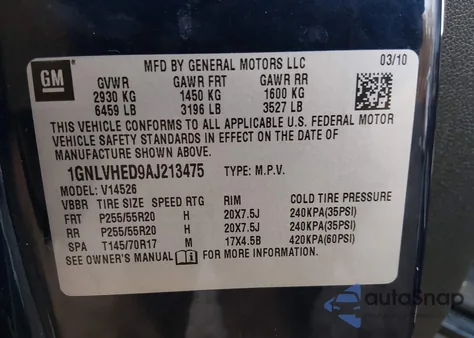 GM
MFD BY GENERAL MOTORS LLC
03/10
GVWR GAWR FRT GAWR RR
2930 KG 1450 KG 1600 KG
6459 LB 3196 LB 3527 LB
THIS VEHICLE CONFORMS TO ALL APPLICABLE U.S. FEDERAL MOTOR
VEHICLE SAFETY STANDARDS IN EFFECT ON THE DATE OF
MANUFACTURE SHOWN ABOVE.
1GNLVHED9AJ213475 TYPE: M.P.V.
MODEL: V14526
VBBR TIRE SIZE SPEED RTG RIM COLD TIRE PRESSURE
FRT P255/55R20 H 20X7.5J 240KPA(35PSI)
RR P255/55R20 H 20X7.5J 240KPA(35PSI)
SPA T145/70R17 M 17X4.5B 420KPA(60PSI)
SEE OWNER'S MANUAL FOR MORE INFORMATION
autoSnap